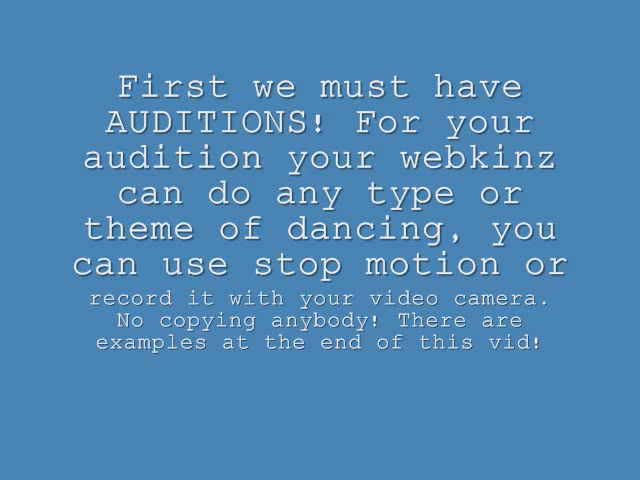 First we must have
AUDITIONS! For your
audition your webkinz
can do any type or
theme of dancing, you
can use stop motion or
record it with your video camera.
No copying anybody! There are
examples at the end of this vid!